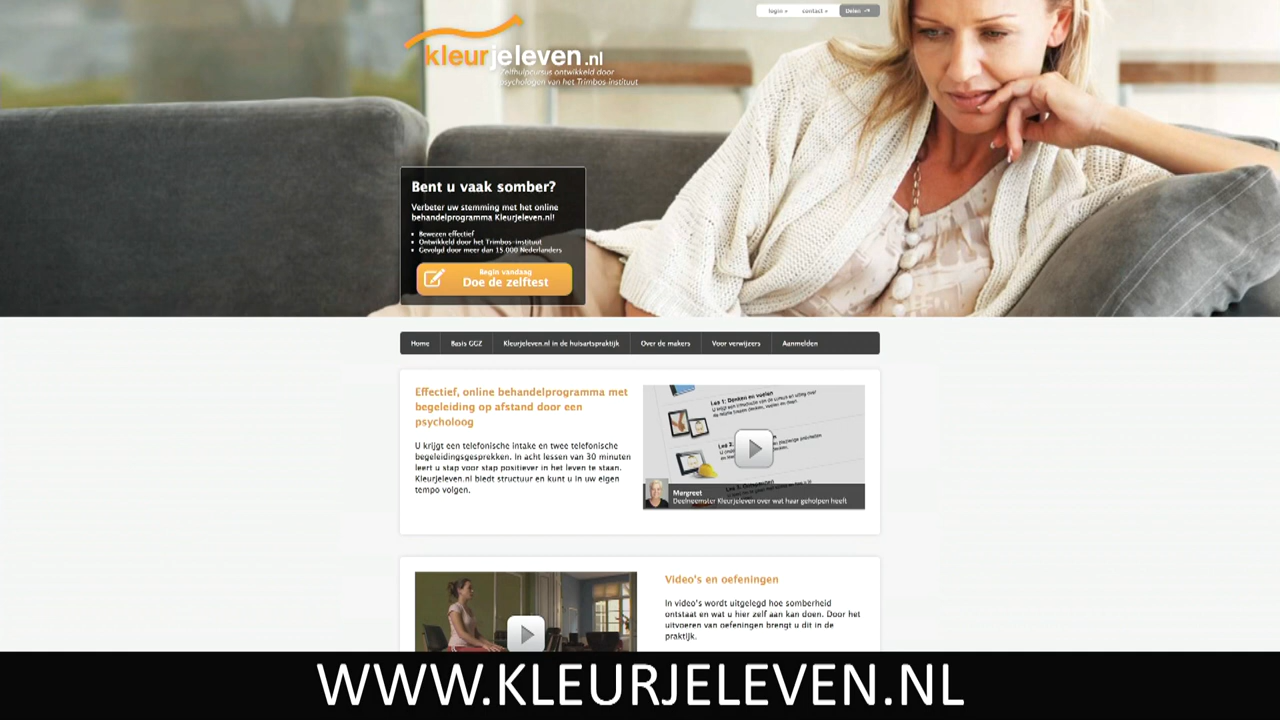 login »
contact »
Delen
kleurjeleven.nl
Zelfhulpcursus ontwikkeld door
psychologen van het Trimbos-instituut
Bent u vaak somber?
Verbeter uw stemming met het online
behandelprogramma Kleurjeleven.nl!
• Bewezen effectief
• Ontwikkeld door het Trimbos-instituut
• Gevolgd door meer dan 15.000 Nederlanders
Begin vandaag
Doe de zelftest
Home
Basis GGZ
Kleurjeleven.nl in de huisartspraktijk
Over de makers
Voor verwijzers
Aanmelden
Effectief, online behandelprogramma met
begeleiding op afstand door een
psycholoog
U krijgt een telefonische intake en twee telefonische
begeleidingsgesprekken. In acht lessen van 30 minuten
leert u stap voor stap positiever in het leven te staan.
Kleurjeleven.nl biedt structuur en kunt u in uw eigen
tempo volgen.
Les 1: Denken en voelen
Margreet
Deelneemster Kleurjeleven over wat haar geholpen heeft
Video's en oefeningen
In video's wordt uitgelegd hoe somberheid
ontstaat en wat u hier zelf aan kan doen. Door het
uitvoeren van oefeningen brengt u dit in de
praktijk.
WWW.KLEURJELEVEN.NL